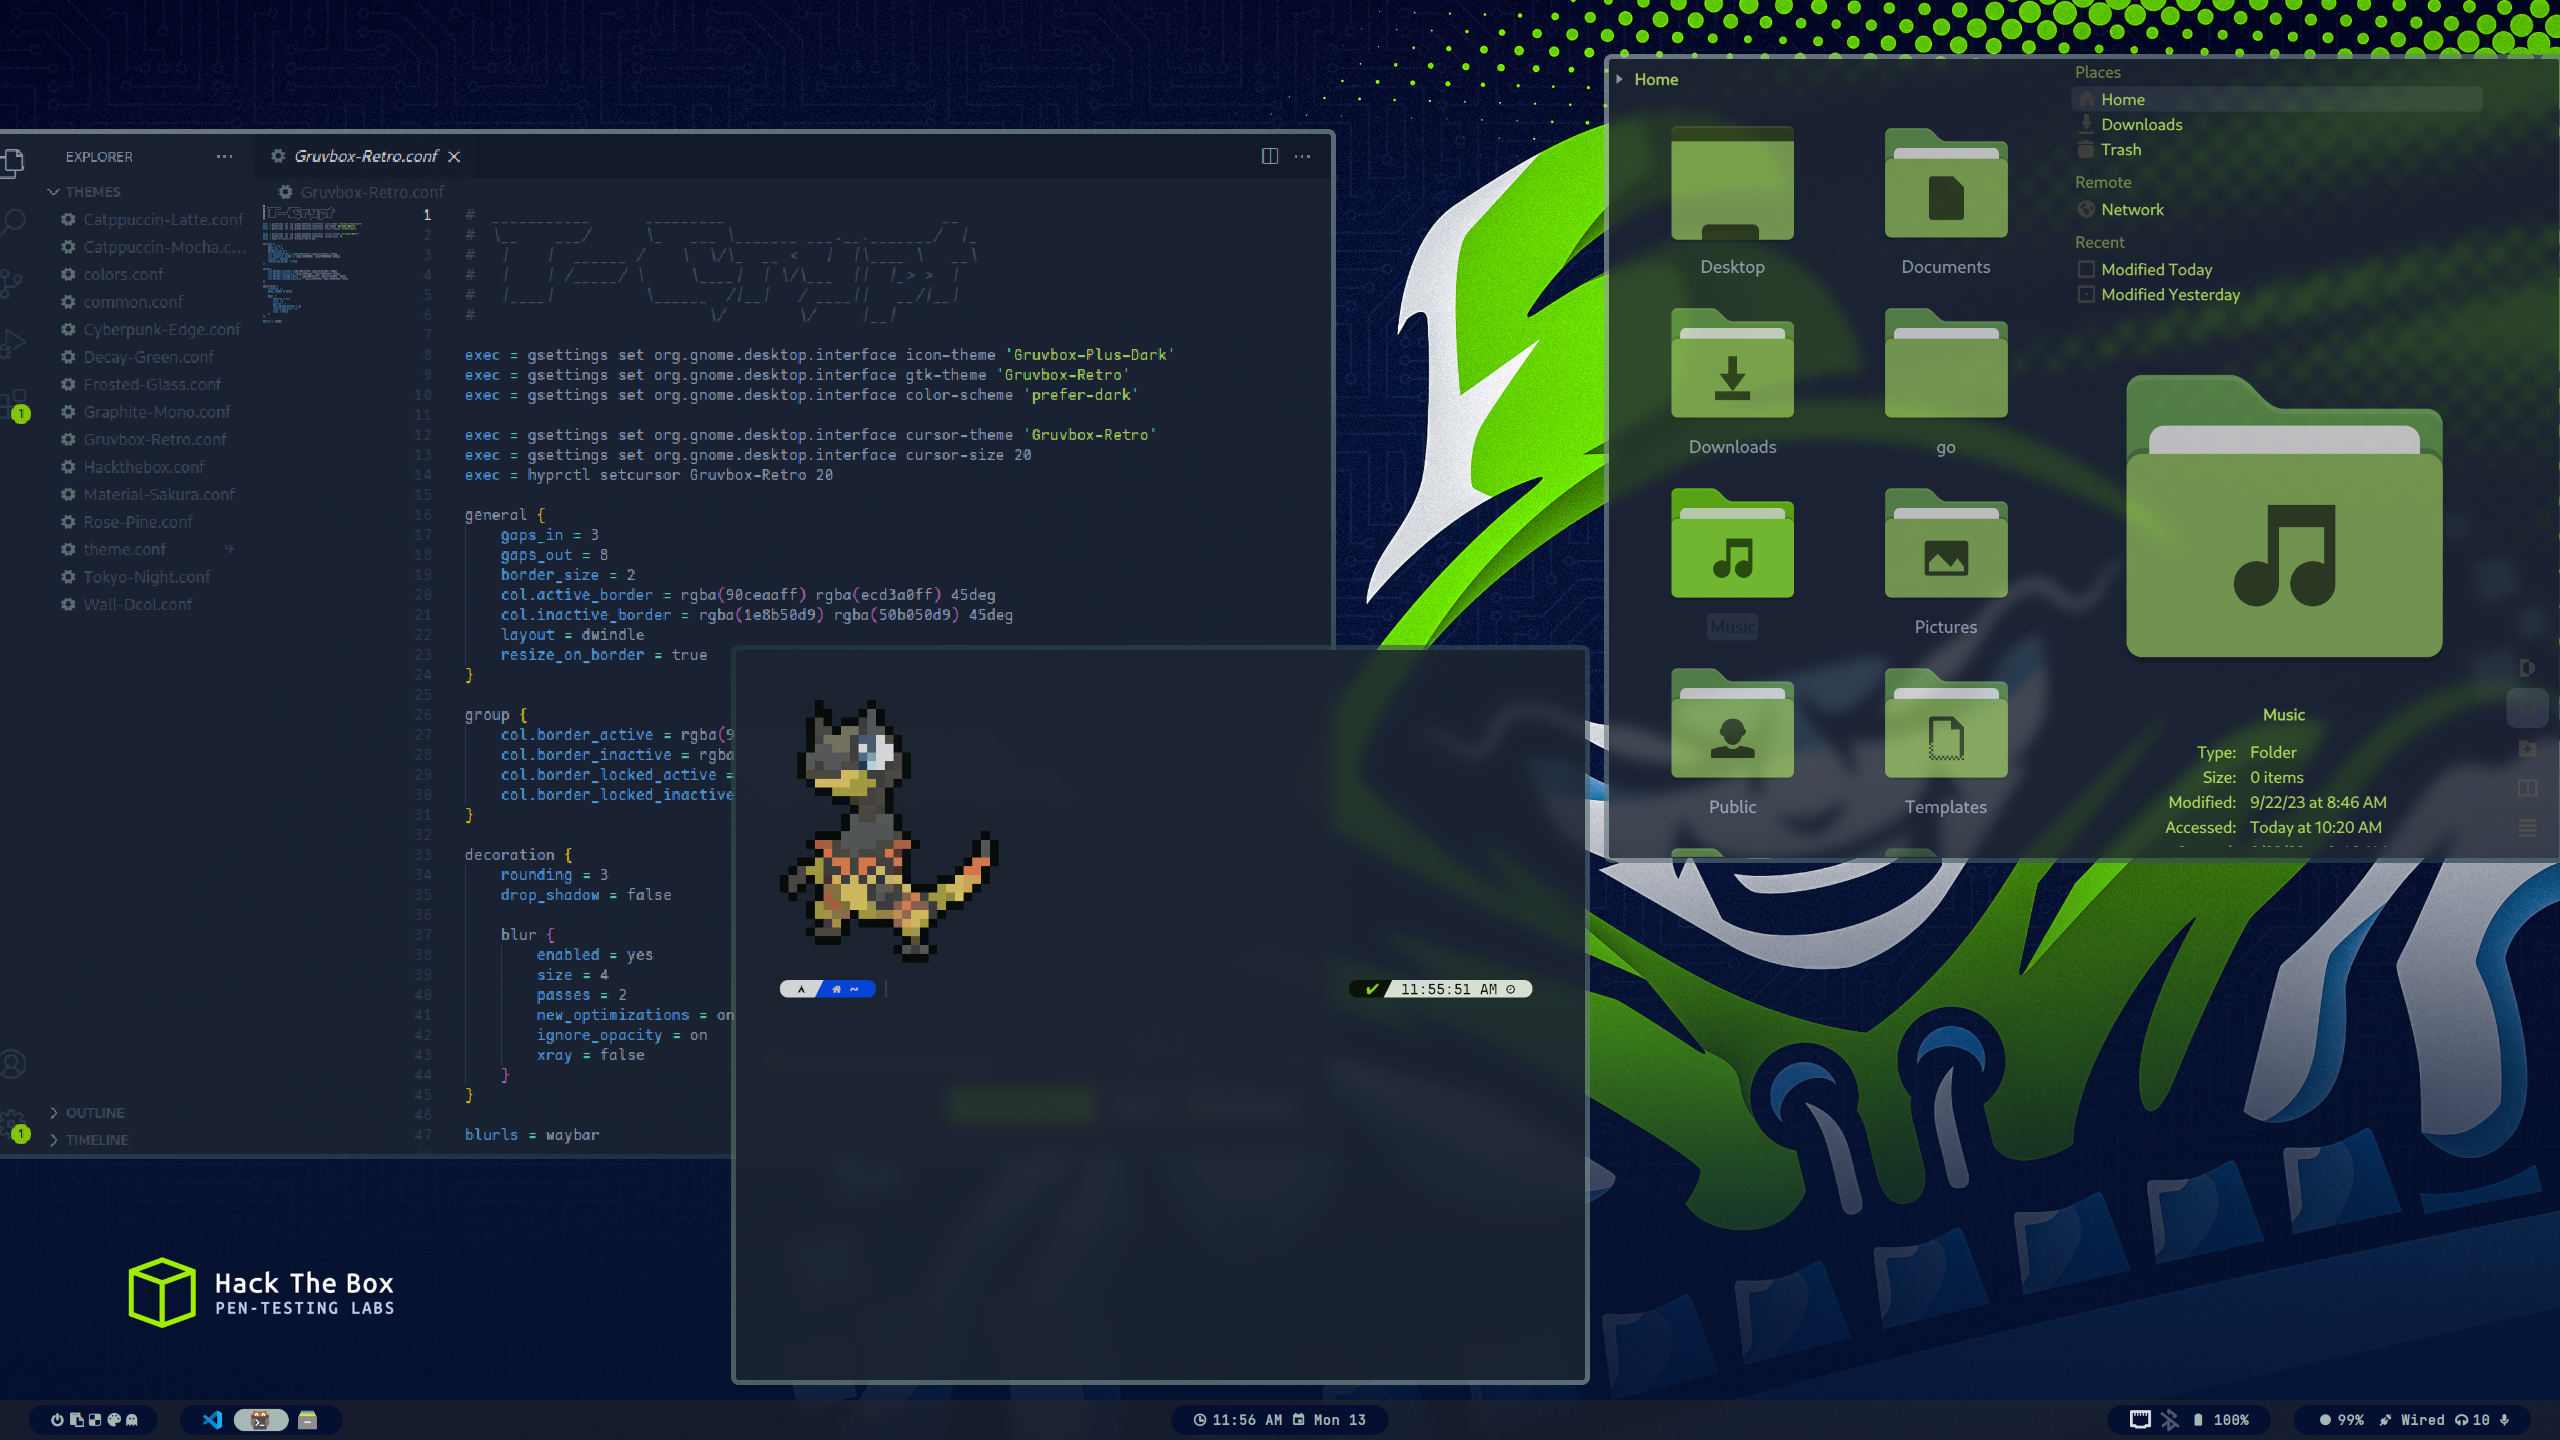 EXPLORER
THEMES
Catppuccin-Latte.conf
Catppuccin-Mocha.c...
colors.conf
common.conf
Cyberpunk-Edge.conf
Decay-Green.conf
Frosted-Glass.conf
Graphite-Mono.conf
Gruvbox-Retro.conf
Hackthebox.conf
Material-Sakura.conf
Rose-Pine.conf
theme.conf
Tokyo-Night.conf
Wall-Dcol.conf
1
OUTLINE
TIMELINE
1
Gruvbox-Retro.conf
Gruvbox-Retro.conf
1 #
2 #
3 #
4 #
5 #
6 #
7
8 exec = gsettings set org.gnome.desktop.interface icon-theme 'Gruvbox-Plus-Dark'
9 exec = gsettings set org.gnome.desktop.interface gtk-theme 'Gruvbox-Retro'
10 exec = gsettings set org.gnome.desktop.interface color-scheme 'prefer-dark'
11
12 exec = gsettings set org.gnome.desktop.interface cursor-theme 'Gruvbox-Retro'
13 exec = gsettings set org.gnome.desktop.interface cursor-size 20
14 exec = hyprctl setcursor Gruvbox-Retro 20
15
16 general {
17 gaps_in = 3
18 gaps_out = 8
19 border_size = 2
20 col.active_border = rgba(90ceaaff) rgba(ecd3a0ff) 45deg
21 col.inactive_border = rgba(1e8b50d9) rgba(50b050d9) 45deg
22 layout = dwindle
23 resize_on_border = true
24 }
25
26 group {
27 col.border_active = rgba(9
28 col.border_inactive = rgba
29 col.border_locked_active =
30 col.border_locked_inactive
31 }
32
33 decoration {
34 rounding = 3
35 drop_shadow = false
36
37 blur {
38 enabled = yes
39 size = 4
40 passes = 2
41 new_optimizations = on
42 ignore_opacity = on
43 xray = false
44 }
45 }
46
47 blurls = waybar
~
11:55:51 AM
Home
Desktop
Documents
Downloads
go
Music
Pictures
Public
Templates
Places
Home
Downloads
Trash
Remote
Network
Recent
Modified Today
Modified Yesterday
Music
Type: Folder
Size: 0 items
Modified: 9/22/23 at 8:46 AM
Accessed: Today at 10:20 AM
Hack The Box
PEN-TESTING LABS
11:56 AM Mon 13
100%
99% Wired 10